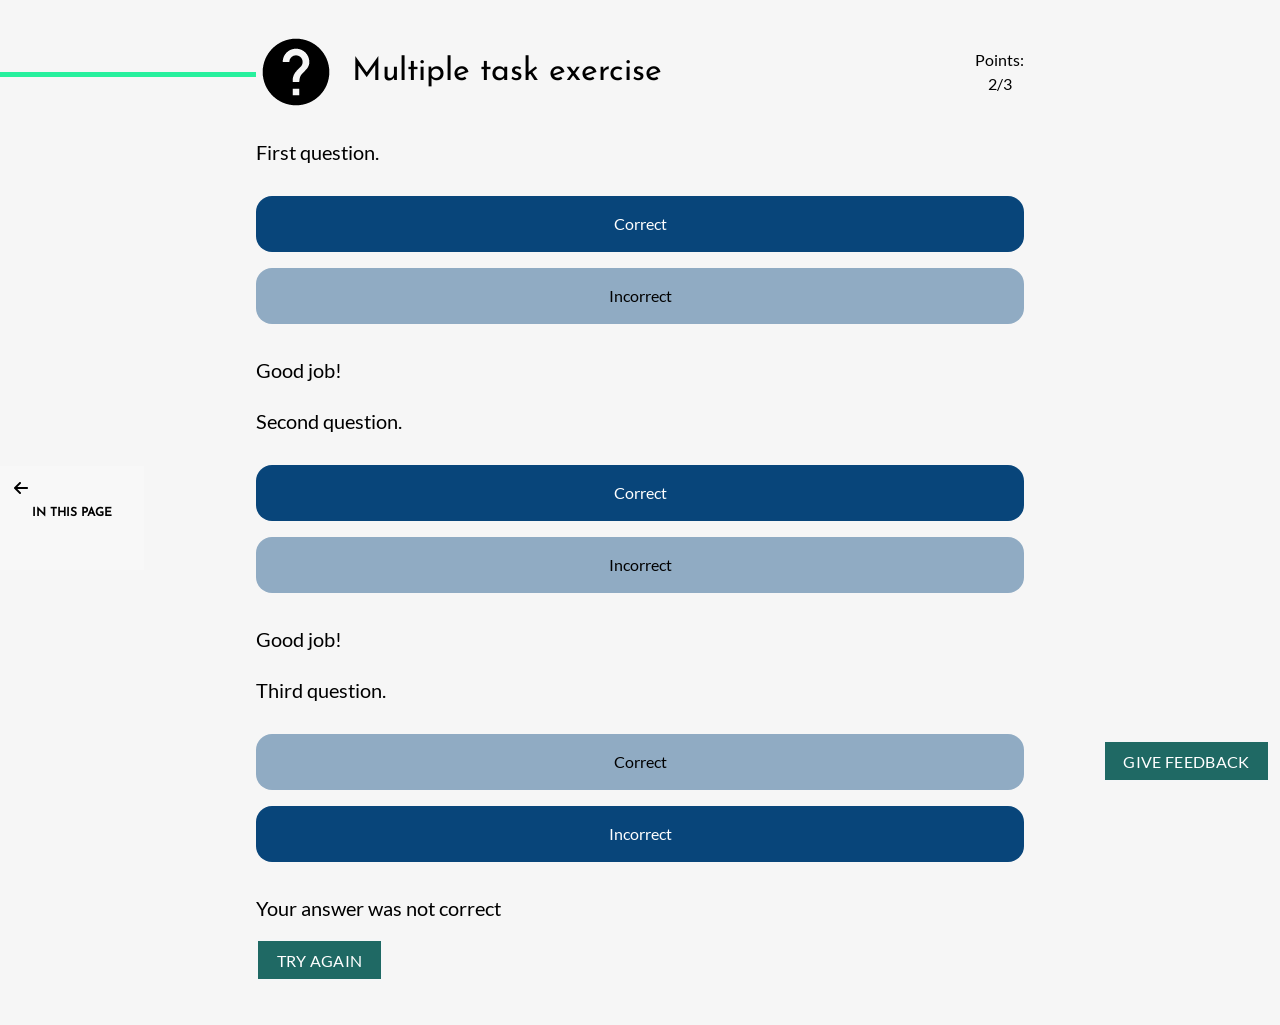 Multiple task exercise
Points:
2/3
First question.
Correct
Incorrect
Good job!
Second question.
Correct
Incorrect
Good job!
Third question.
Correct
Incorrect
Your answer was not correct
TRY AGAIN
IN THIS PAGE
GIVE FEEDBACK